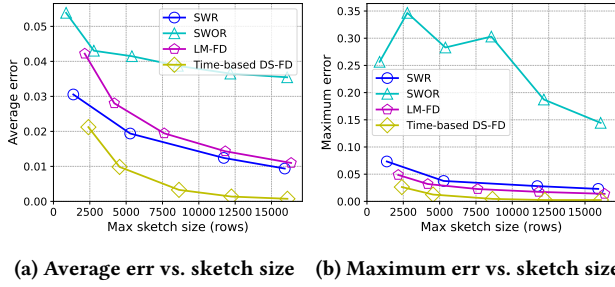 SWR
SWOR
LM-FD
Time-based DS-FD
Average error
0.05
0.04
0.03
0.02
0.01
0.00
0 2500 5000 7500 10000 12500 15000
Max sketch size (rows)
SWR
SWOR
LM-FD
Time-based DS-FD
Maximum error
0.35
0.30
0.25
0.20
0.15
0.10
0.05
0.00
0 2500 5000 7500 10000 12500 15000
Max sketch size (rows)
(a) Average err vs. sketch size
(b) Maximum err vs. sketch size